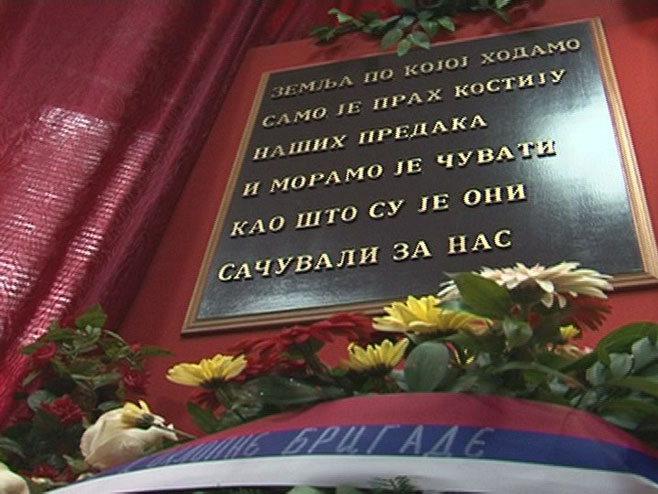 ЗЕМЉА ПО КОЈОЈ ХОДАМО
САМО ЈЕ ПРАХ КОСТИЈУ
НАШИХ ПРЕДАКА
И МОРАМО ЈЕ ЧУВАТИ
КАО ШТО СУ ЈЕ ОНИ
САЧУВАЛИ ЗА НАС
БРИГАДЕ